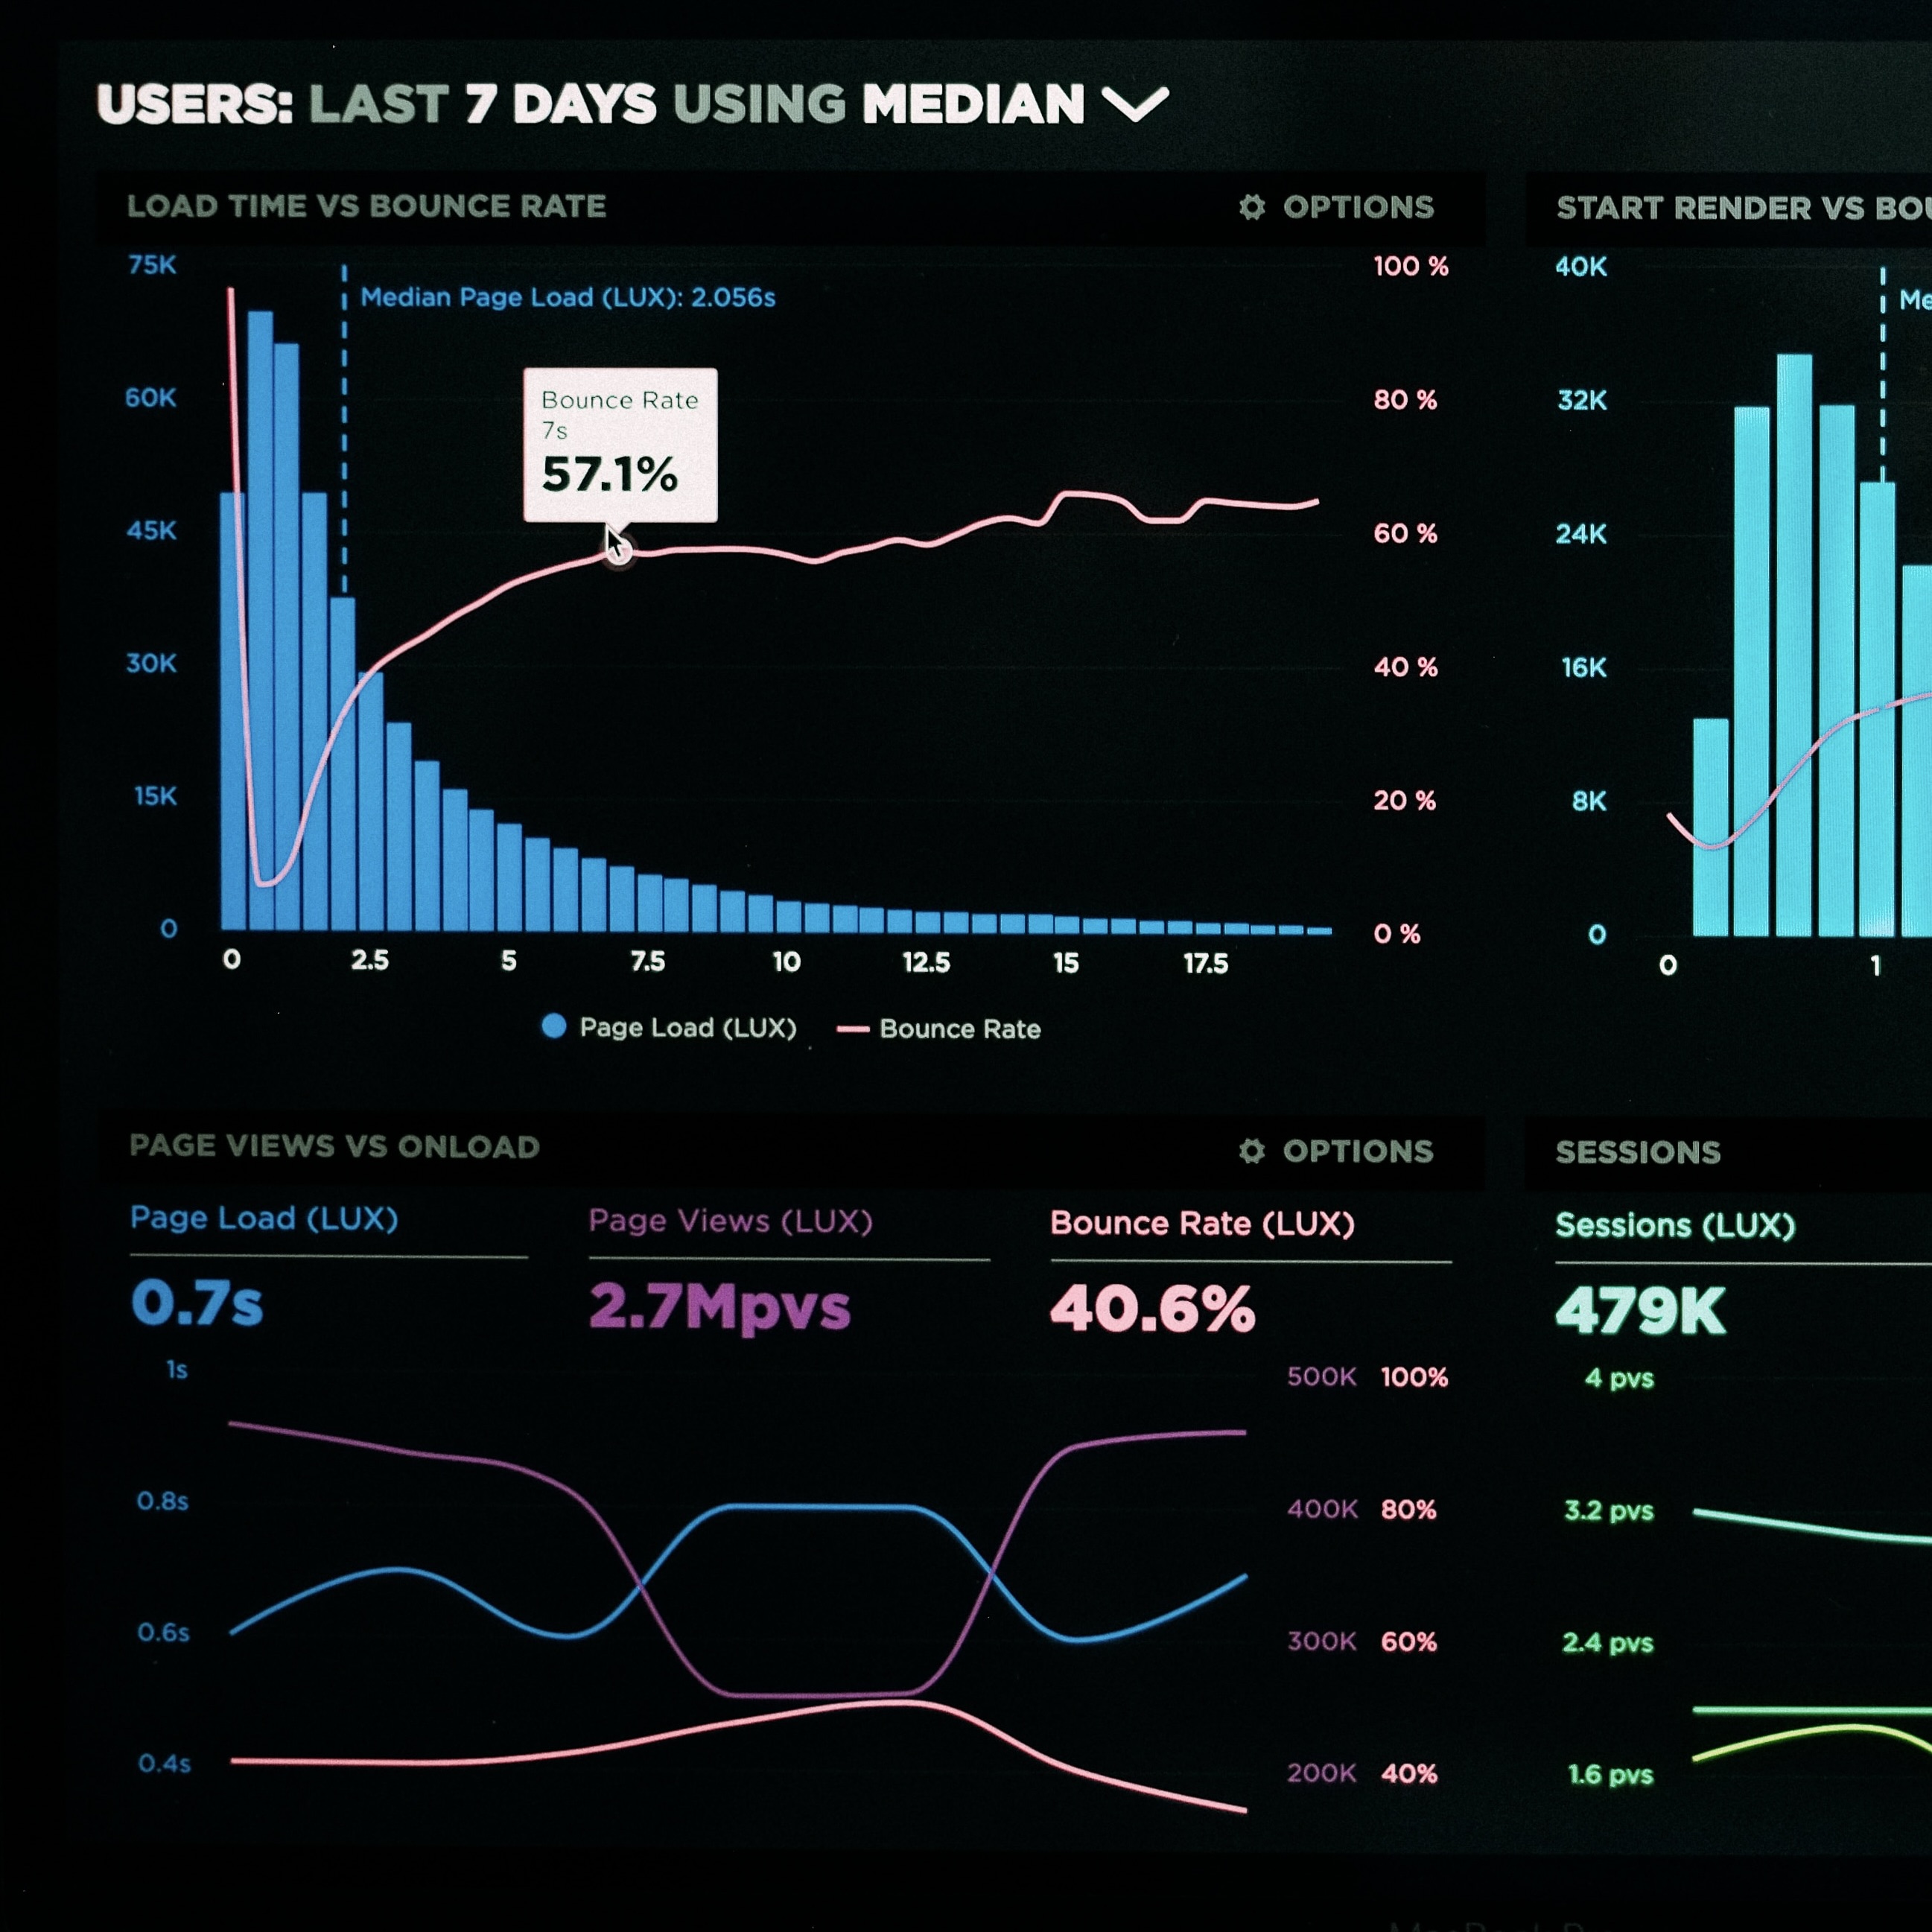 USERS: LAST 7 DAYS USING MEDIAN
LOAD TIME VS BOUNCE RATE
OPTIONS
75K
60K
45K
30K
15K
0
Median Page Load (LUX): 2.056s
Bounce Rate
7s
57.1%
100 %
80 %
60 %
40 %
20 %
0 %
0 2.5 5 7.5 10 12.5 15 17.5
Page Load (LUX) Bounce Rate
START RENDER VS BOU
40K
32K
24K
16K
8K
0
Me
0 1
PAGE VIEWS VS ONLOAD
OPTIONS
Page Load (LUX)
0.7s
Page Views (LUX)
2.7Mpvs
Bounce Rate (LUX)
40.6%
1s
0.8s
0.6s
0.4s
500K 100%
400K 80%
300K 60%
200K 40%
SESSIONS
Sessions (LUX)
479K
4 pvs
3.2 pvs
2.4 pvs
1.6 pvs